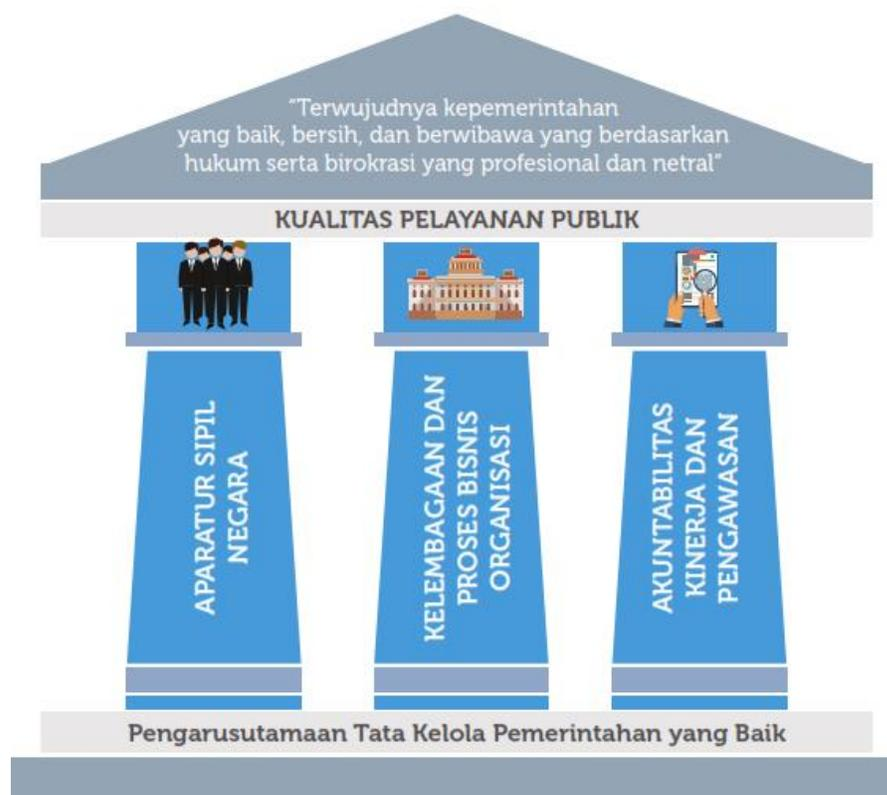 “Terwujudnya kepemerintahan
yang baik, bersih, dan berwibawa yang berdasarkan
hukum serta birokrasi yang profesional dan netral”
KUALITAS PELAYANAN PUBLIK
APARATUR SIPIL
NEGARA
KELEMBAGAAN DAN
PROSES BISNIS
ORGANISASI
AKUNTABILITAS
KINERJA DAN
PENGAWASAN
Pengarusutamaan Tata Kelola Pemerintahan yang Baik